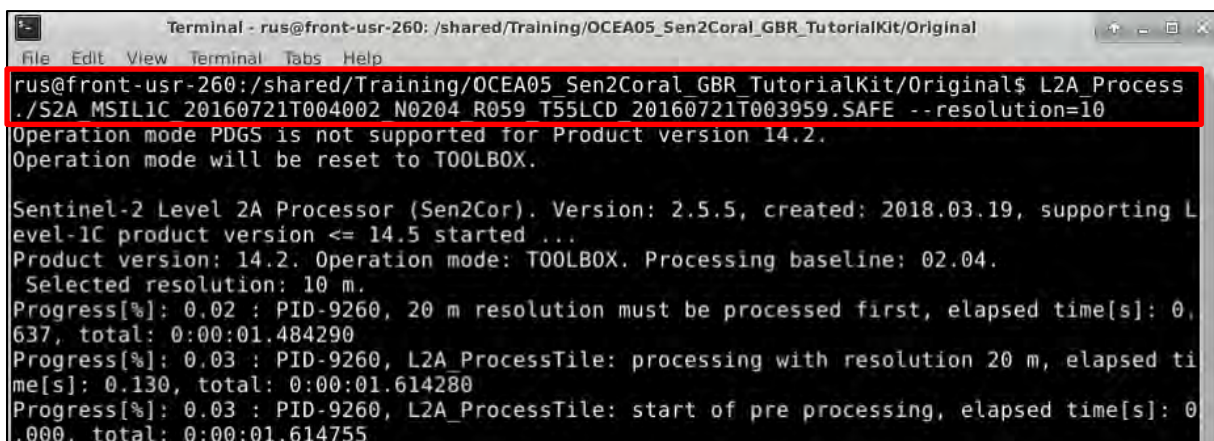 Terminal - rus@front-usr-260: /shared/Training/OCEA05_Sen2Coral_GBR_TutorialKit/Original
File Edit View Terminal Tabs Help
rus@front-usr-260:/shared/Training/OCEA05_Sen2Coral_GBR_TutorialKit/Original$ L2A_Process
./S2A_MSIL1C_20160721T004002_N0204_R059_T55LCD_20160721T003959.SAFE --resolution=10
Operation mode PDGS is not supported for Product version 14.2.
Operation mode will be reset to TOOLBOX.
Sentinel-2 Level 2A Processor (Sen2Cor). Version: 2.5.5, created: 2018.03.19, supporting L
evel-1C product version <= 14.5 started ...
Product version: 14.2. Operation mode: TOOLBOX. Processing baseline: 02.04.
Selected resolution: 10 m.
Progress[%]: 0.02 : PID-9260, 20 m resolution must be processed first, elapsed time[s]: 0.
637, total: 0:00:01.484290
Progress[%]: 0.03 : PID-9260, L2A_ProcessTile: processing with resolution 20 m, elapsed ti
me[s]: 0.130, total: 0:00:01.614280
Progress[%]: 0.03 : PID-9260, L2A_ProcessTile: start of pre processing, elapsed time[s]: 0
.000, total: 0:00:01.614755